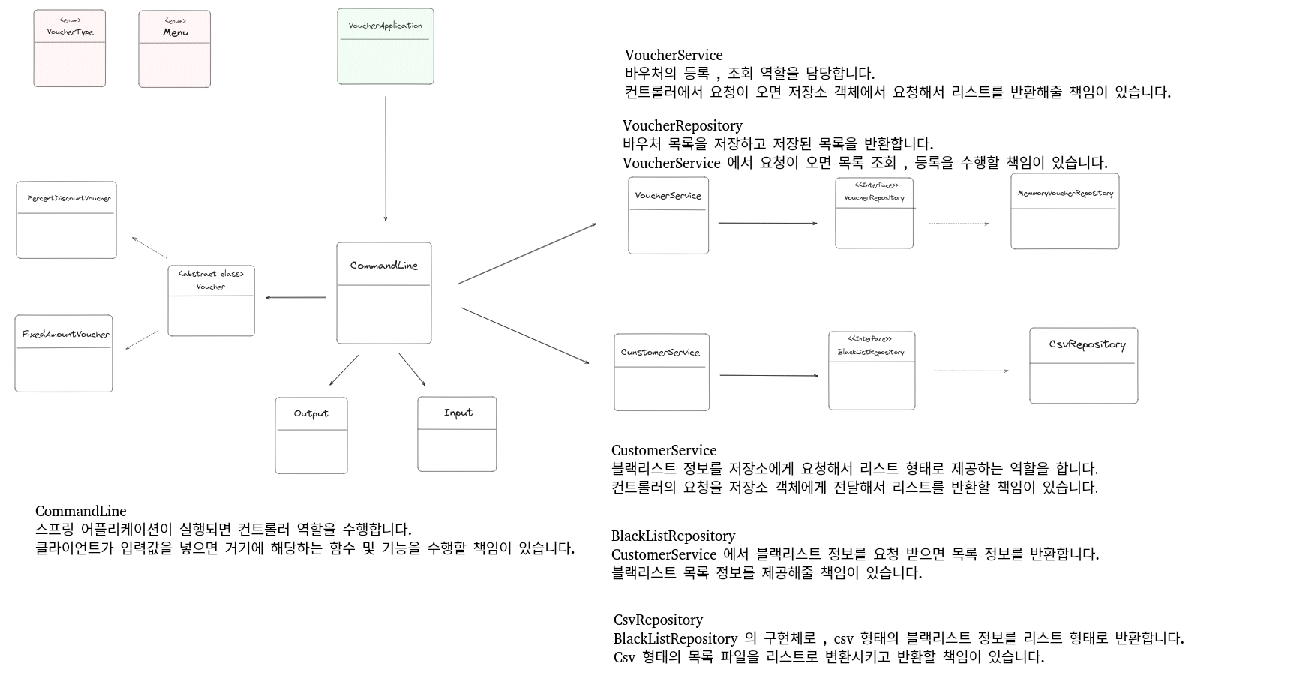 <enum>
VoucherType
<enum>
Menu
VoucherApplication
VoucherService
바우처의 등록 , 조회 역할을 담당합니다.
컨트롤러에서 요청이 오면 저장소 객체에서 요청해서 리스트를 반환해줄 책임이 있습니다.
VoucherRepository
바우처 목록을 저장하고 저장된 목록을 반환합니다.
VoucherService 에서 요청이 오면 목록 조회 , 등록을 수행할 책임이 있습니다.
PercentDiscountVoucher
VoucherService
<<Interface>>
VoucherRepository
MemmoryVoucherRepository
<abstract class>
Voucher
CommandLine
FixedAmountVoucher
CunstomerService
<<Interface>>
BlackListRepository
CsvRepository
Output
Input
CommandLine
스프링 어플리케이션이 실행되면 컨트롤러 역할을 수행합니다.
클라이언트가 입력값을 넣으면 거기에 해당하는 함수 및 기능을 수행할 책임이 있습니다.
CustomerService
블랙리스트 정보를 저장소에게 요청해서 리스트 형태로 제공하는 역할을 합니다.
컨트롤러의 요청을 저장소 객체에게 전달해서 리스트를 반환할 책임이 있습니다.
BlackListRepository
CustomerService 에서 블랙리스트 정보를 요청 받으면 목록 정보를 반환합니다.
블랙리스트 목록 정보를 제공해줄 책임이 있습니다.
CsvRepository
BlackListRepository 의 구현체로 , csv 형태의 블랙리스트 정보를 리스트 형태로 반환합니다.
Csv 형태의 목록 파일을 리스트로 변환시키고 반환할 책임이 있습니다.